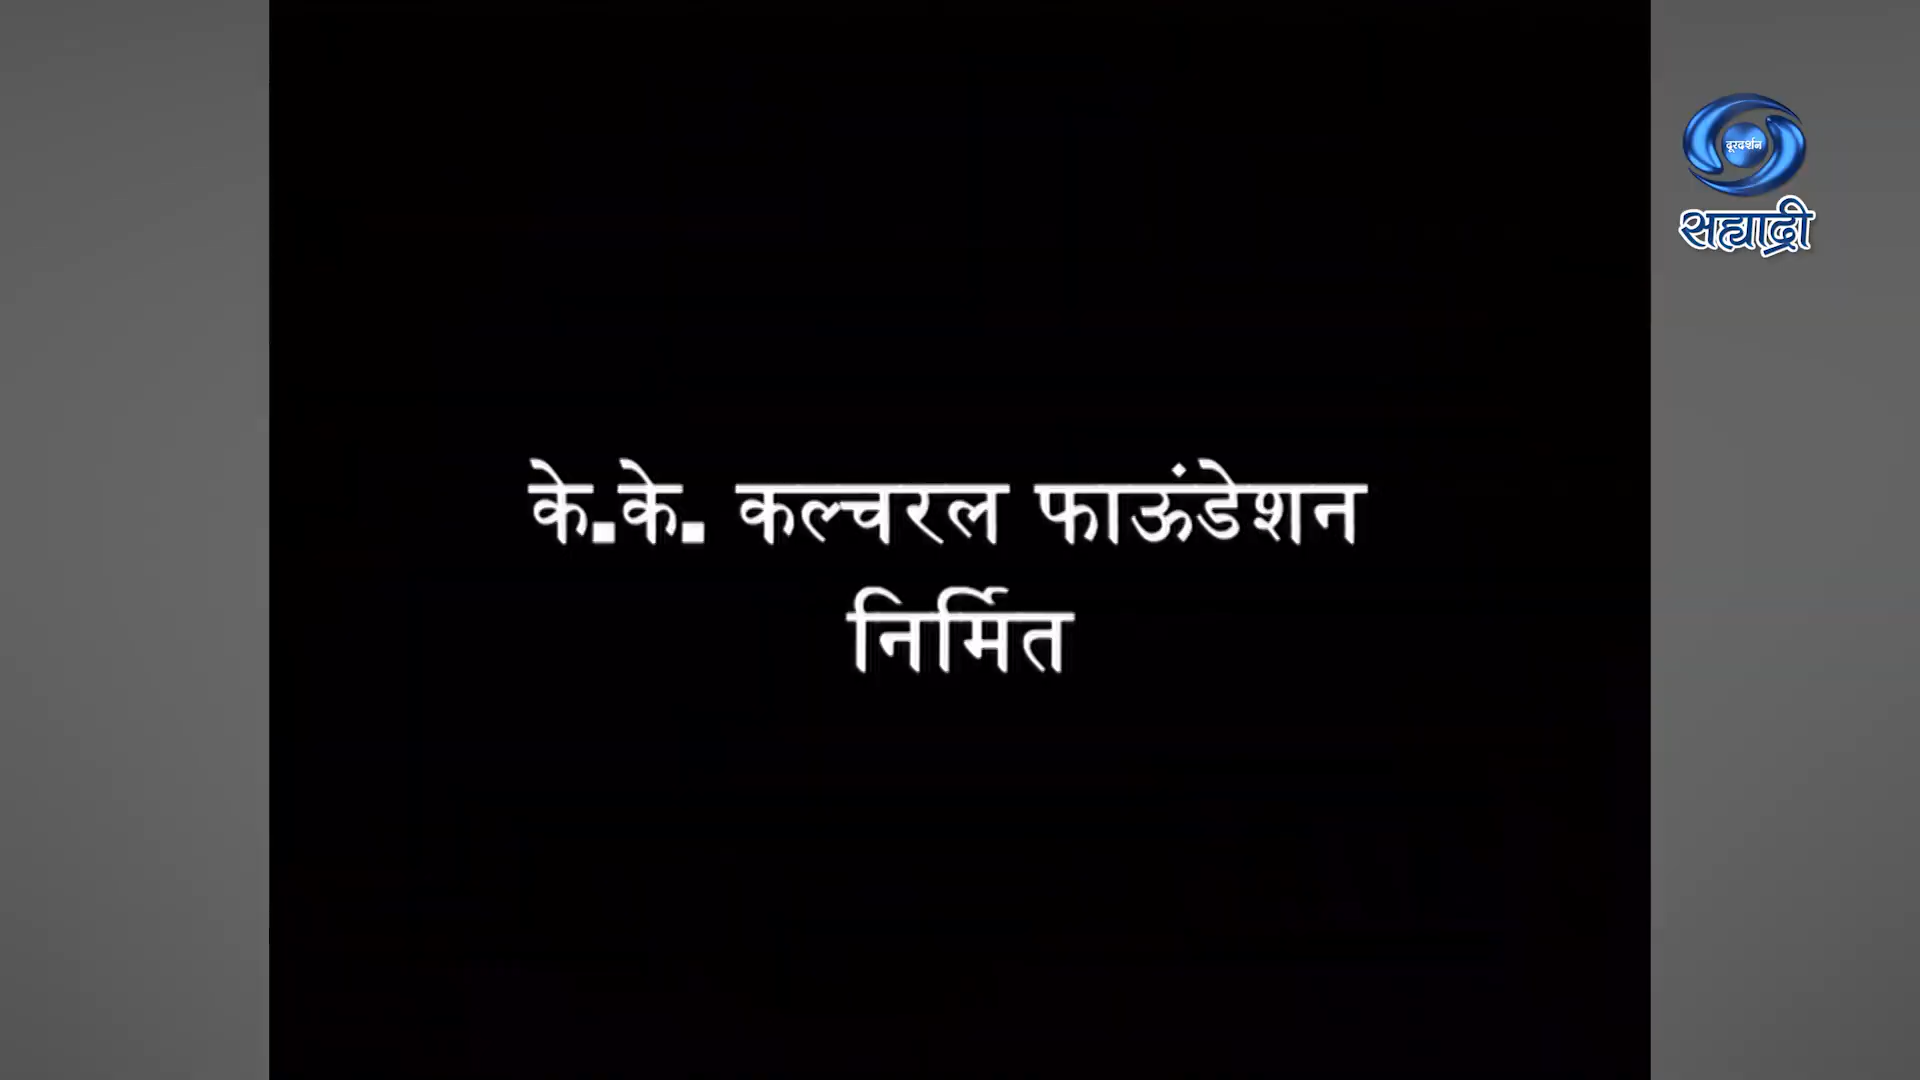 दूरदर्शन
सह्याद्री
के.के. कल्चरल फाऊंडेशन
निर्मित